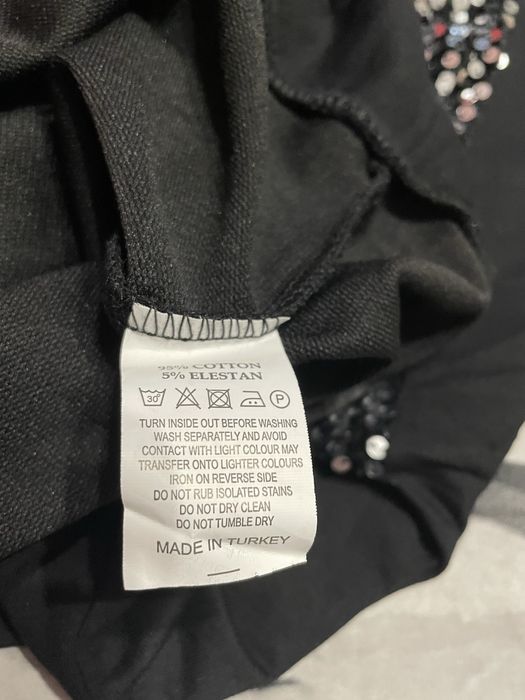 95% COTTON
5% ELESTAN
30° P
TURN INSIDE OUT BEFORE WASHING
WASH SEPARATELY AND AVOID
CONTACT WITH LIGHT COLOUR MAY
TRANSFER ONTO LIGHTER COLOURS
IRON ON REVERSE SIDE
DO NOT RUB ISOLATED STAINS
DO NOT DRY CLEAN
DO NOT TUMBLE DRY
MADE IN TURKEY